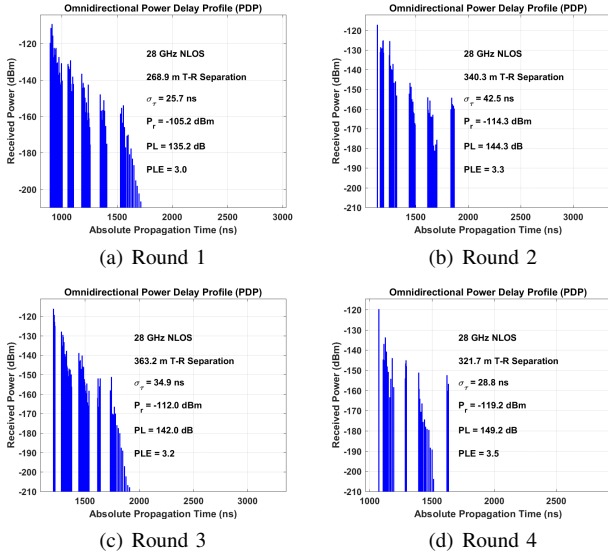 Omnidirectional Power Delay Profile (PDP)
-120
-140
-160
-180
-200
Received Power (dBm)
28 GHz NLOS
268.9 m T-R Separation
σ_τ = 25.7 ns
P_r = -105.2 dBm
PL = 135.2 dB
PLE = 3.0
1000 1500 2000 2500 3000
Absolute Propagation Time (ns)
(a) Round 1
Omnidirectional Power Delay Profile (PDP)
-120
-130
-140
-150
-160
-170
-180
-190
-200
-210
Received Power (dBm)
28 GHz NLOS
340.3 m T-R Separation
σ_τ = 42.5 ns
P_r = -114.3 dBm
PL = 144.3 dB
PLE = 3.3
1500 2000 2500 3000
Absolute Propagation Time (ns)
(b) Round 2
Omnidirectional Power Delay Profile (PDP)
-120
-130
-140
-150
-160
-170
-180
-190
-200
-210
Received Power (dBm)
28 GHz NLOS
363.2 m T-R Separation
σ_τ = 34.9 ns
P_r = -112.0 dBm
PL = 142.0 dB
PLE = 3.2
1500 2000 2500 3000
Absolute Propagation Time (ns)
(c) Round 3
Omnidirectional Power Delay Profile (PDP)
-120
-130
-140
-150
-160
-170
-180
-190
-200
-210
Received Power (dBm)
28 GHz NLOS
321.7 m T-R Separation
σ_τ = 28.8 ns
P_r = -119.2 dBm
PL = 149.2 dB
PLE = 3.5
1000 1500 2000 2500
Absolute Propagation Time (ns)
(d) Round 4